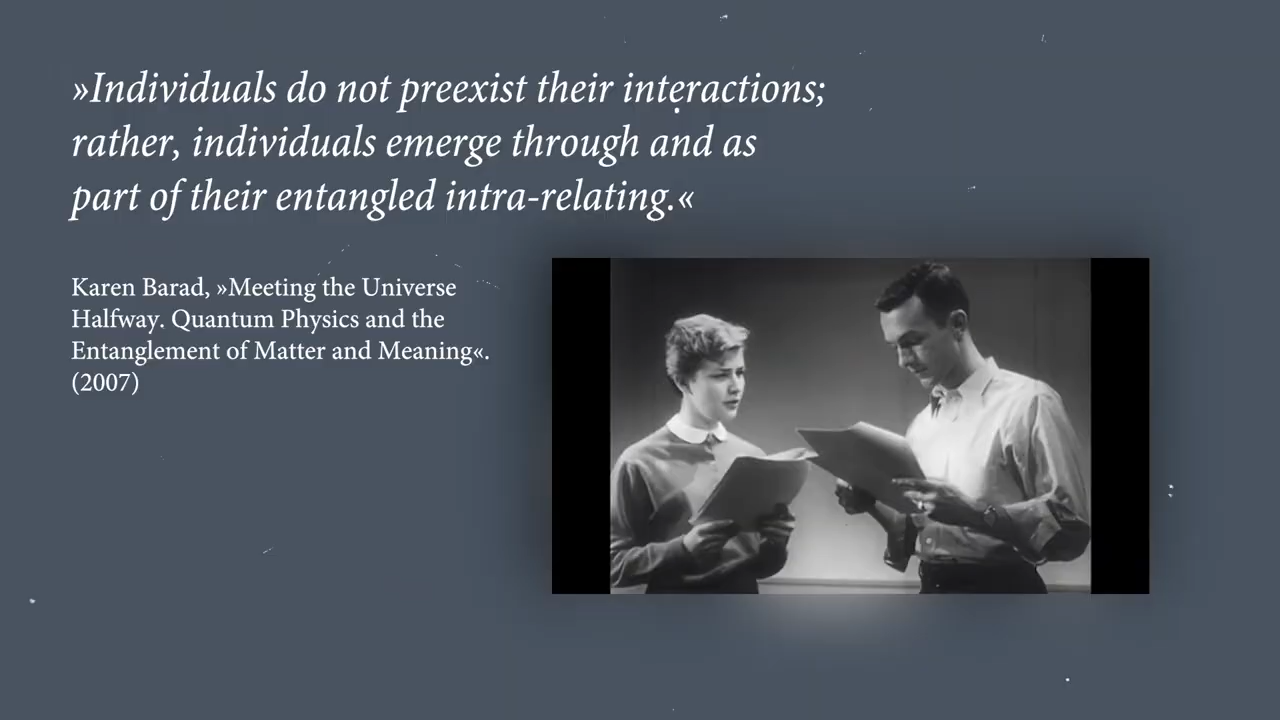 »Individuals do not preexist their interactions;
rather, individuals emerge through and as
part of their entangled intra-relating.«
Karen Barad, »Meeting the Universe
Halfway. Quantum Physics and the
Entanglement of Matter and Meaning«.
(2007)